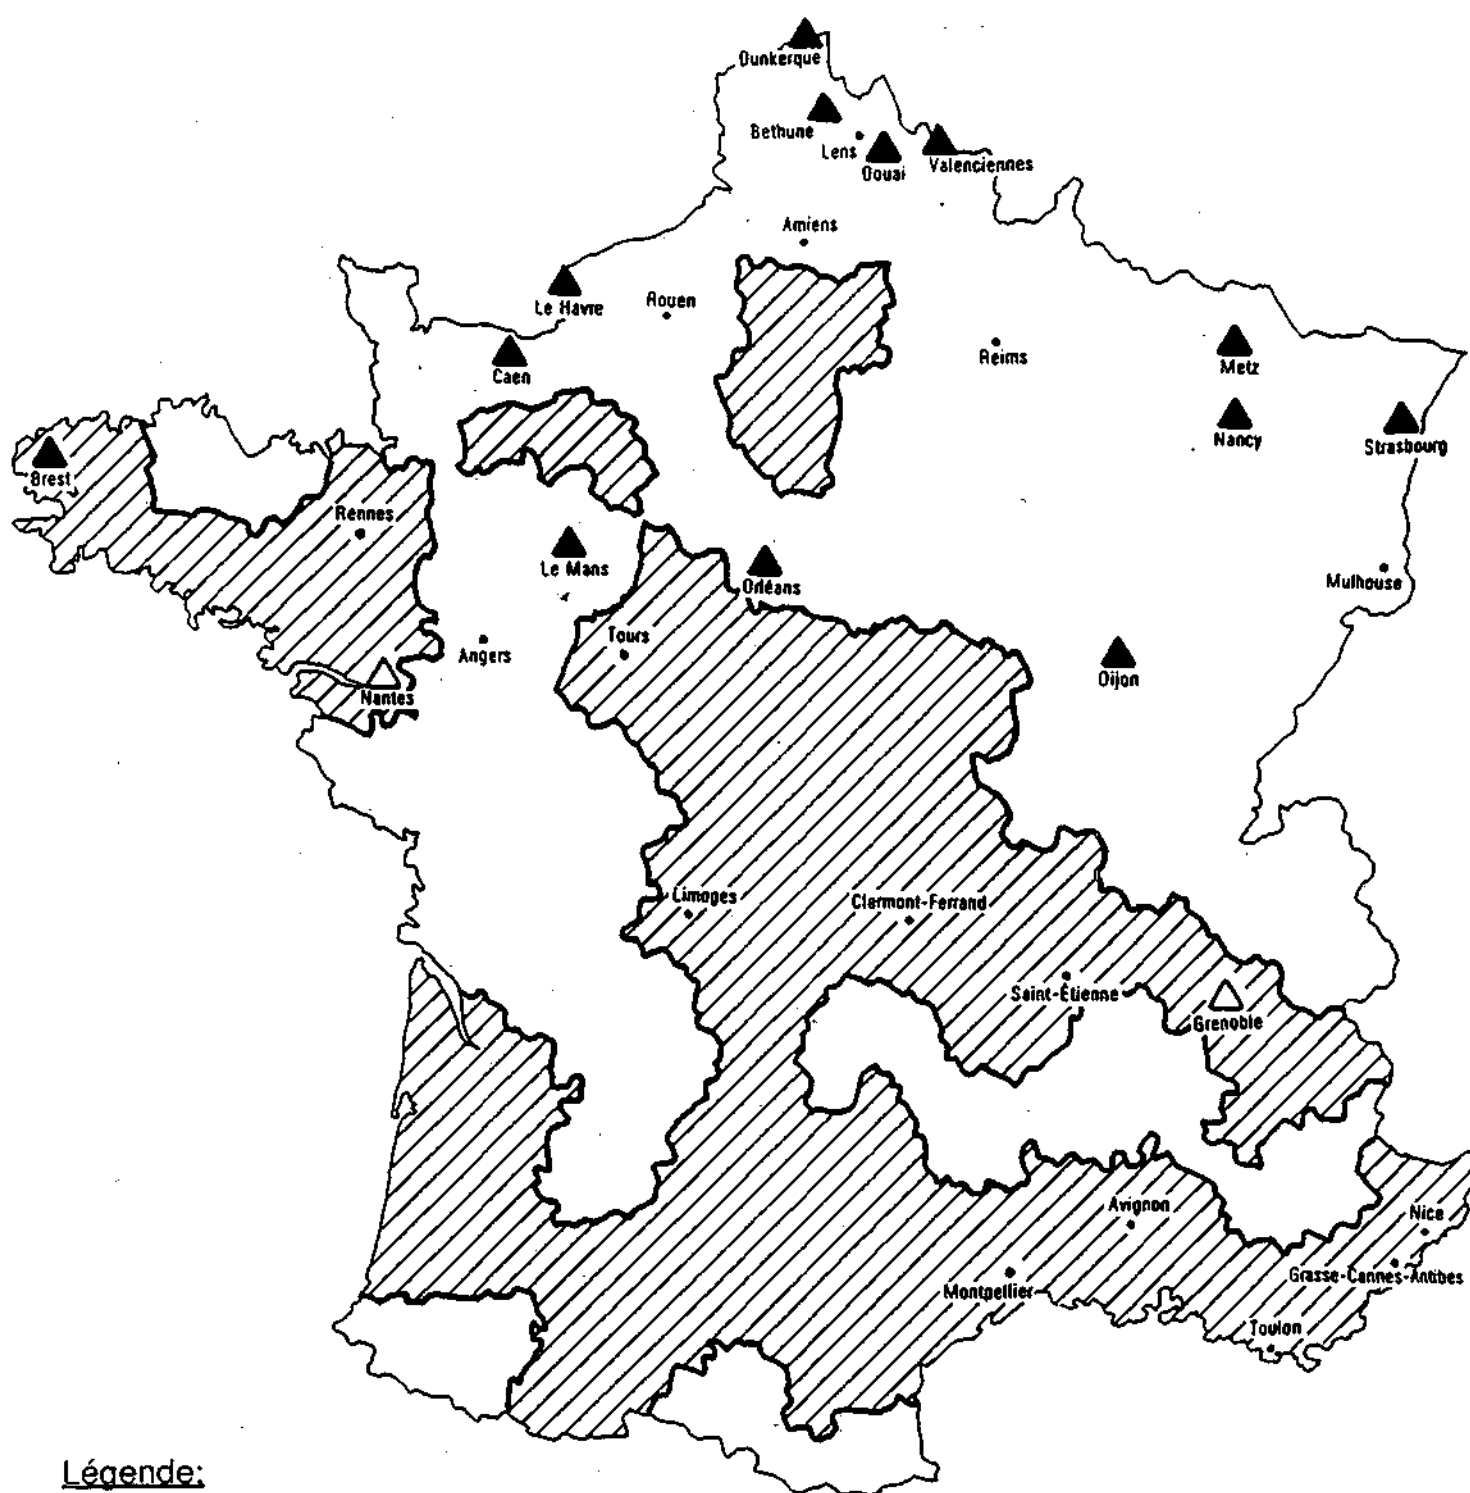 Dunkerque
Bethune
Lens
Douai
Valenciennes
Amiens
Le Havre
Rouen
Caen
Reims
Metz
Nancy
Strasbourg
Brest
Rennes
Le Mans
Orléans
Mulhouse
Angers
Tours
Dijon
Nantes
Limoges
Clermont-Ferrand
Saint-Étienne
Grenoble
Avignon
Nice
Montpellier
Grasse-Cannes-Antibes
Toulon
Légende: